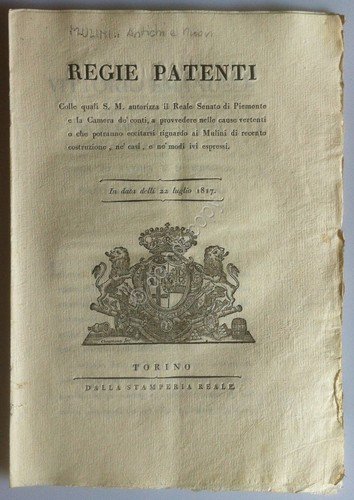 MULINI: Antichi e nuovi
REGIE PATENTI
Colle quali S. M. autorizza il Reale Senato di Piemonte
e la Camera de' conti, a provvedere nelle cause vertenti
o che potranno eccitarsi riguardo ai Mulini di recente
costruzione, ne' casi, e ne' modi ivi espressi.
In data delli 22 luglio 1817.
TORINO
DALLA STAMPERIA REALE